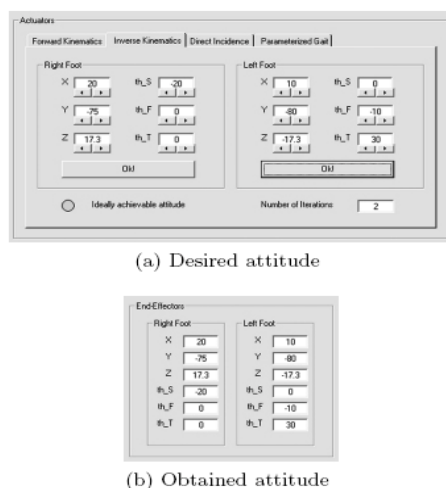 Actuators
Forward Kinematics Inverse Kinematics Direct Incidence Parameterized Gait
Right Foot Left Foot
X 20 th_S -20 X 10 th_S 0
Y -75 th_F 0 Y -80 th_F -10
Z 17.3 th_T 0 Z -17.3 th_T 30
Ok! Ok!
Ideally achievable attitude Number of Iterations 2
(a) Desired attitude
End-Effectors
Right Foot Left Foot
X 20 X 10
Y -75 Y -80
Z 17.3 Z -17.3
th_S -20 th_S 0
th_F 0 th_F -10
th_T 0 th_T 30
(b) Obtained attitude